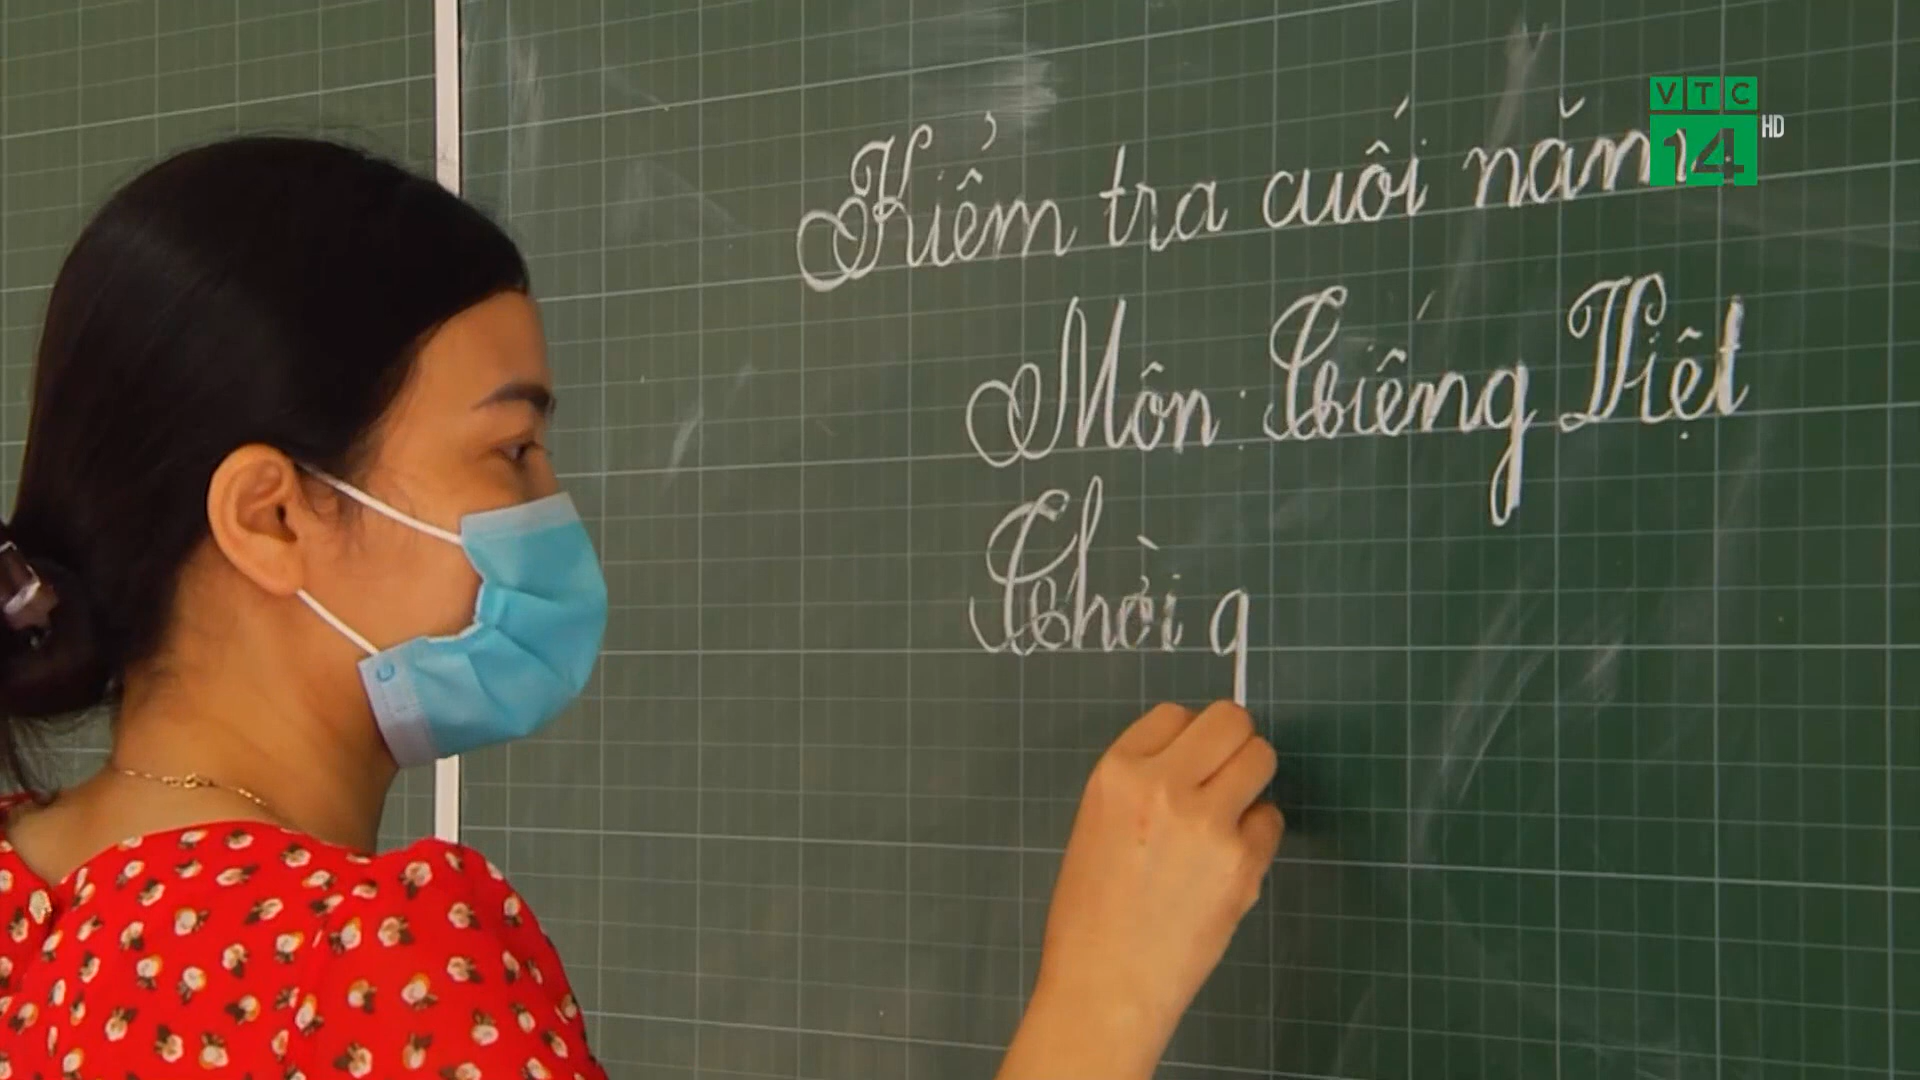 VTC
14 HD
Kiểm tra cuối năm
Môn: Tiếng Việt
Thời g